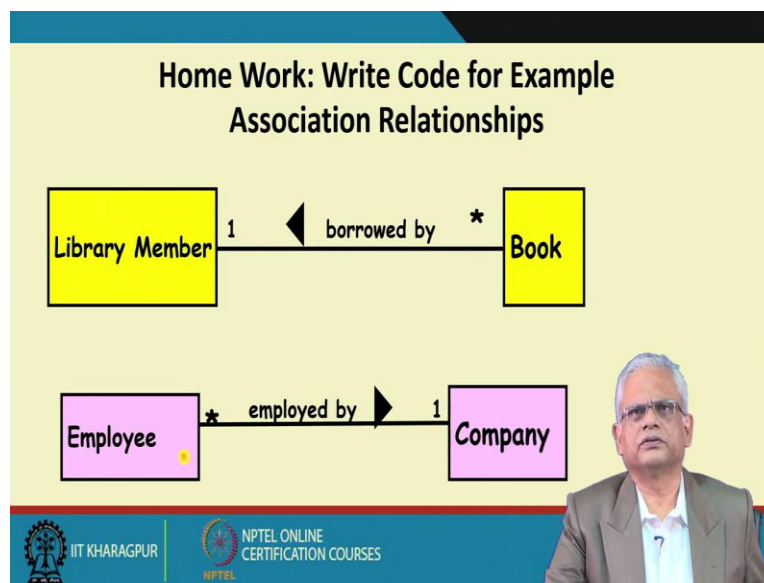 Home Work: Write Code for Example
Association Relationships
Library Member
1
borrowed by
*
Book
Employee
*
employed by
1
Company
IIT KHARAGPUR
NPTEL
NPTEL ONLINE
CERTIFICATION COURSES